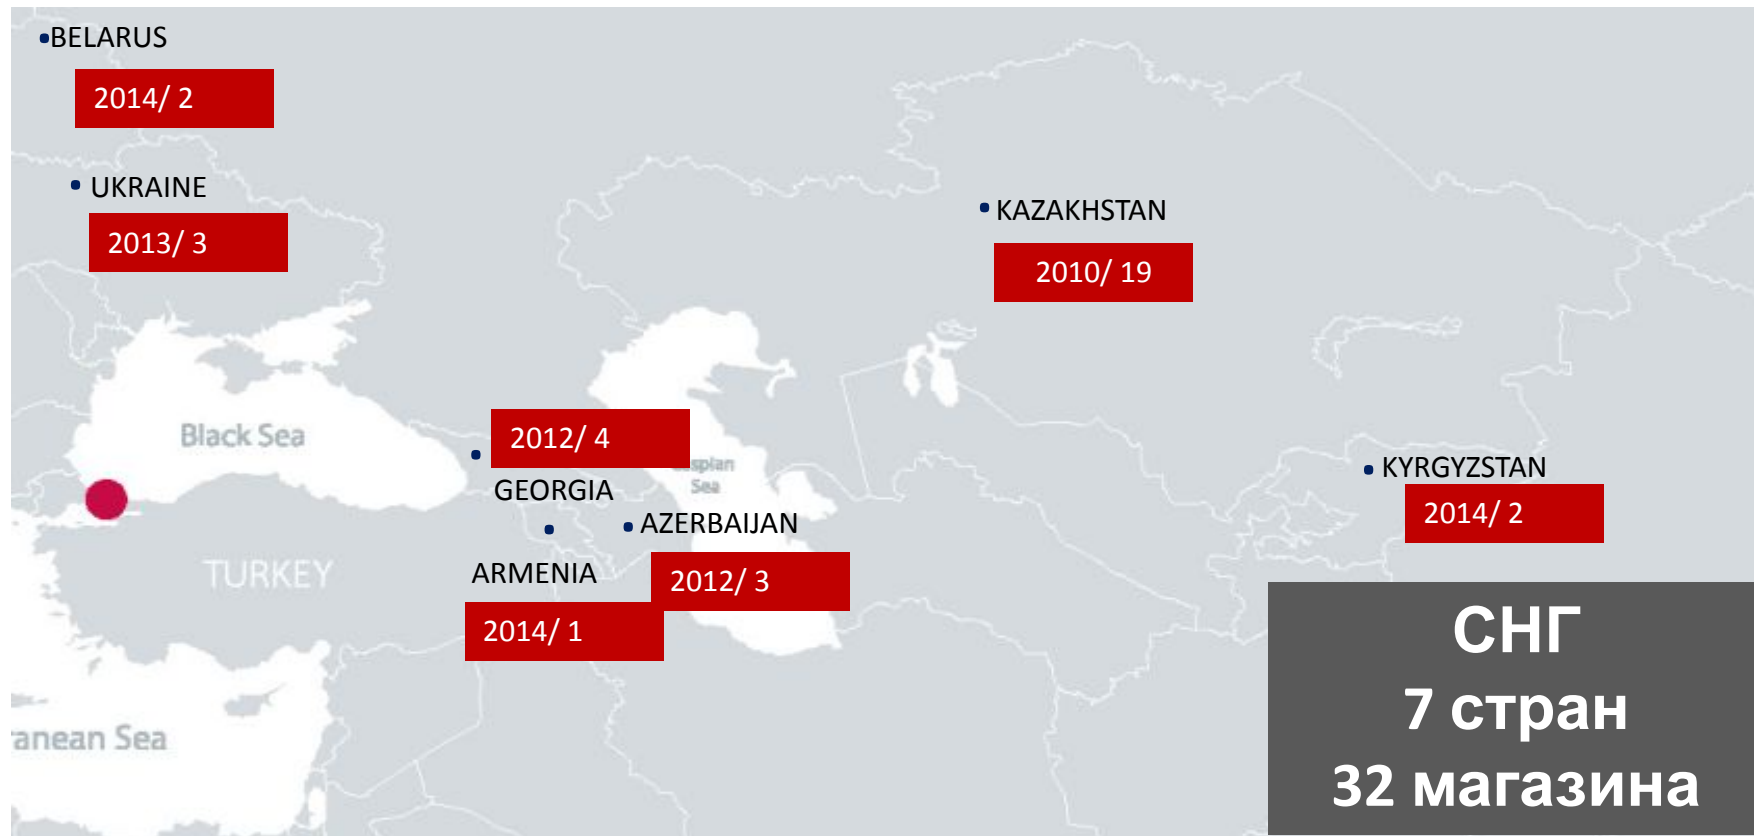 BELARUS
2014/ 2
UKRAINE
2013/ 3
KAZAKHSTAN
2010/ 19
Black Sea
2012/ 4
GEORGIA
Sea
KYRGYZSTAN
2014/ 2
AZERBAIJAN
2012/ 3
TURKEY
ARMENIA
2014/ 1
anean Sea
СНГ
7 стран
32 магазина